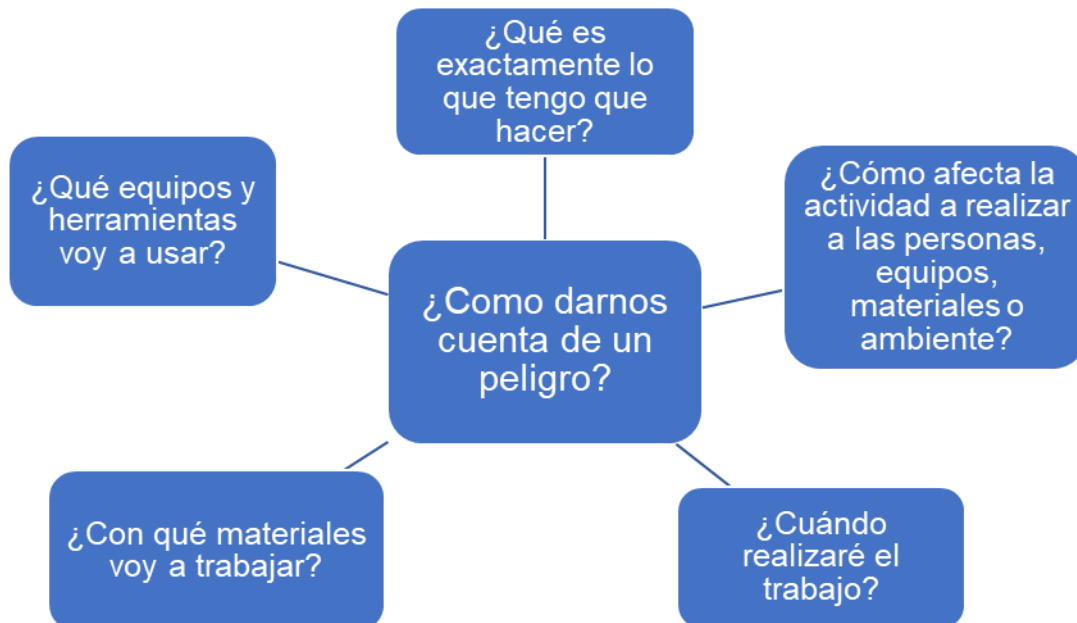 ¿Qué es
exactamente lo
que tengo que
hacer?
¿Qué equipos y
herramientas
voy a usar?
¿Cómo afecta la
actividad a realizar
a las personas,
equipos,
materiales o
ambiente?
¿Como darnos
cuenta de un
peligro?
¿Con qué materiales
voy a trabajar?
¿Cuándo
realizaré el
trabajo?